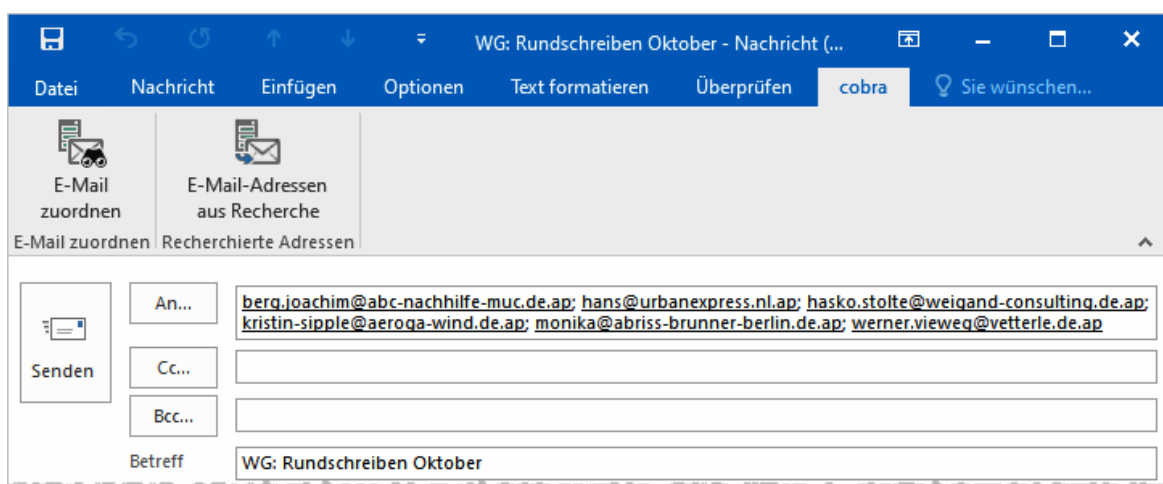 WG: Rundschreiben Oktober - Nachricht (...
Datei Nachricht Einfügen Optionen Text formatieren Überprüfen cobra Sie wünschen...
E-Mail zuordnen
E-Mail-Adressen aus Recherche
E-Mail zuordnen Recherchierte Adressen
Senden
An...
berg.joachim@abc-nachhilfe-muc.de.ap; hans@urbanexpress.nl.ap; hasko.stolte@weigand-consulting.de.ap;
kristin-sipple@aeroga-wind.de.ap; monika@abriss-brunner-berlin.de.ap; werner.vieweg@vetterle.de.ap
Cc...
Bcc...
Betreff WG: Rundschreiben Oktober